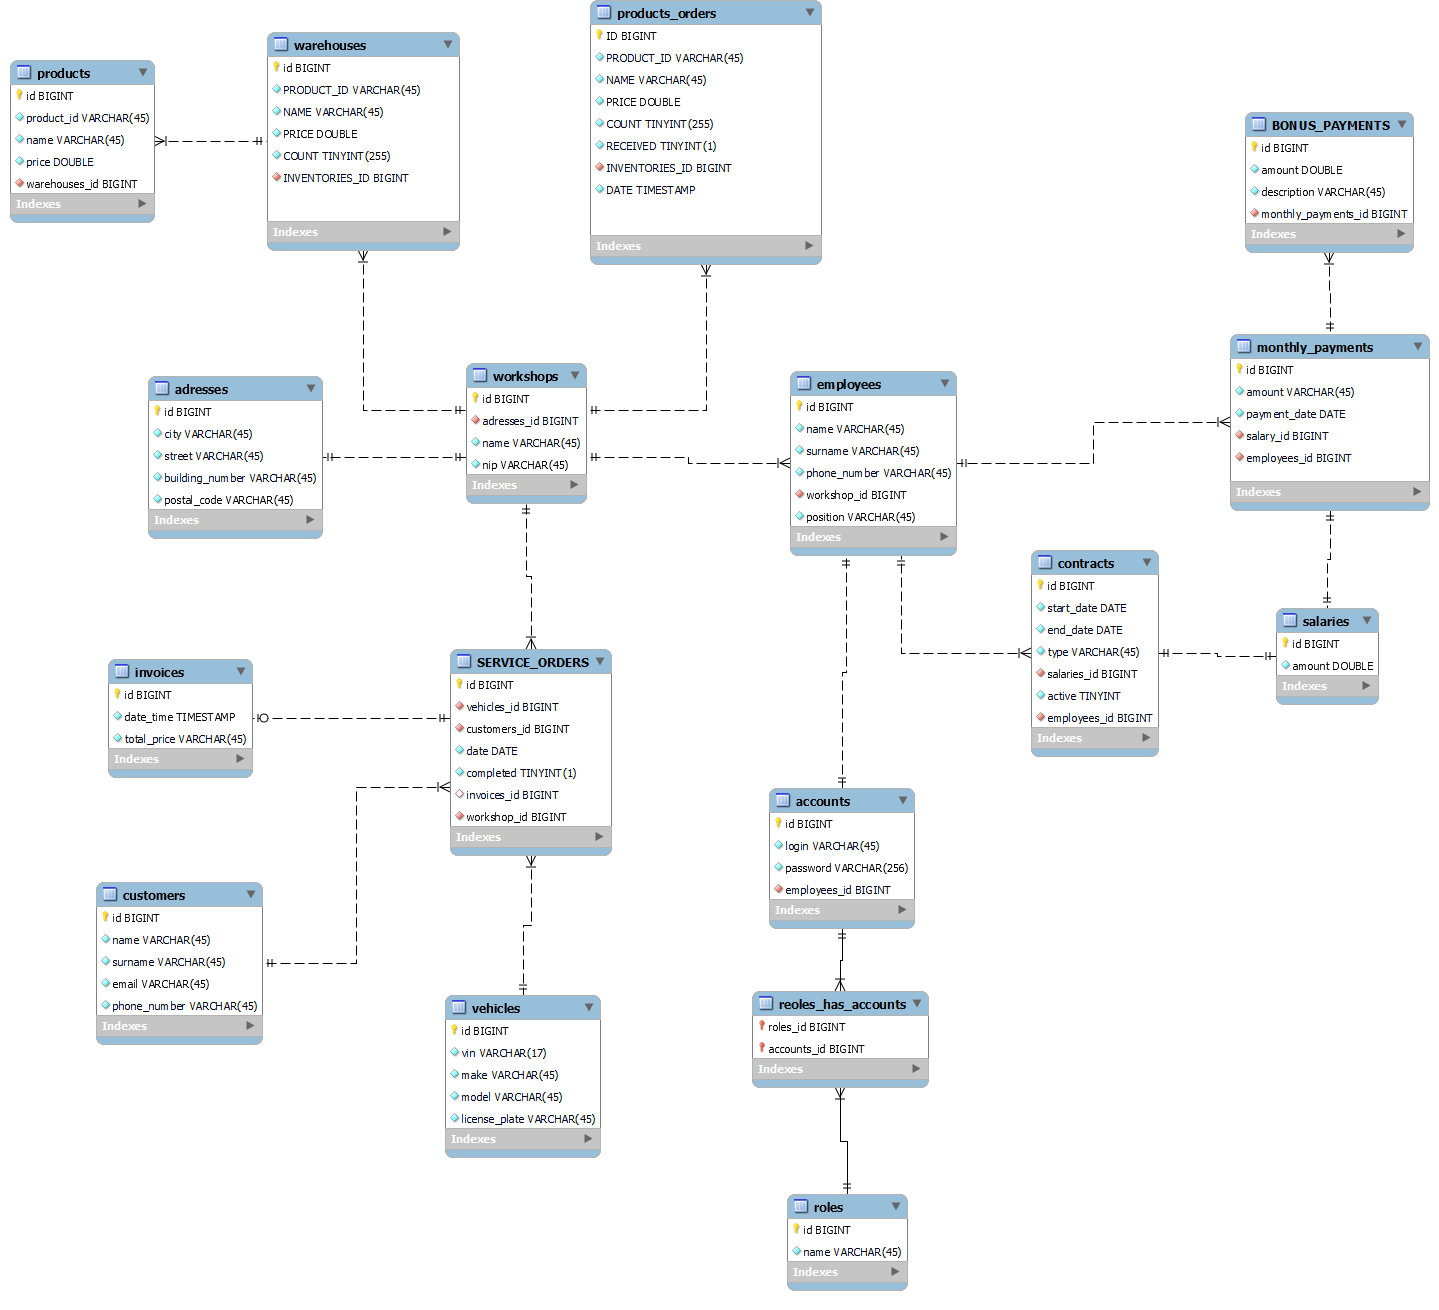 products
id BIGINT
product_id VARCHAR(45)
name VARCHAR(45)
price DOUBLE
warehouses_id BIGINT
Indexes
warehouses
id BIGINT
PRODUCT_ID VARCHAR(45)
NAME VARCHAR(45)
PRICE DOUBLE
COUNT TINYINT(255)
INVENTORIES_ID BIGINT
Indexes
products_orders
ID BIGINT
PRODUCT_ID VARCHAR(45)
NAME VARCHAR(45)
PRICE DOUBLE
COUNT TINYINT(255)
RECEIVED TINYINT(1)
INVENTORIES_ID BIGINT
DATE TIMESTAMP
Indexes
BONUS_PAYMENTS
id BIGINT
amount DOUBLE
description VARCHAR(45)
monthly_payments_id BIGINT
Indexes
adresses
id BIGINT
city VARCHAR(45)
street VARCHAR(45)
building_number VARCHAR(45)
postal_code VARCHAR(45)
Indexes
workshops
id BIGINT
adresses_id BIGINT
name VARCHAR(45)
nip VARCHAR(45)
Indexes
employees
id BIGINT
name VARCHAR(45)
surname VARCHAR(45)
phone_number VARCHAR(45)
workshop_id BIGINT
position VARCHAR(45)
Indexes
monthly_payments
id BIGINT
amount VARCHAR(45)
payment_date DATE
salary_id BIGINT
employees_id BIGINT
Indexes
contracts
id BIGINT
start_date DATE
end_date DATE
type VARCHAR(45)
salaries_id BIGINT
active TINYINT
employees_id BIGINT
Indexes
salaries
id BIGINT
amount DOUBLE
Indexes
invoices
id BIGINT
date_time TIMESTAMP
total_price VARCHAR(45)
Indexes
SERVICE_ORDERS
id BIGINT
vehicles_id BIGINT
customers_id BIGINT
date DATE
completed TINYINT(1)
invoices_id BIGINT
workshop_id BIGINT
Indexes
accounts
id BIGINT
login VARCHAR(45)
password VARCHAR(256)
employees_id BIGINT
Indexes
customers
id BIGINT
name VARCHAR(45)
surname VARCHAR(45)
email VARCHAR(45)
phone_number VARCHAR(45)
Indexes
vehicles
id BIGINT
vin VARCHAR(17)
make VARCHAR(45)
model VARCHAR(45)
license_plate VARCHAR(45)
Indexes
reoles_has_accounts
roles_id BIGINT
accounts_id BIGINT
Indexes
roles
id BIGINT
name VARCHAR(45)
Indexes